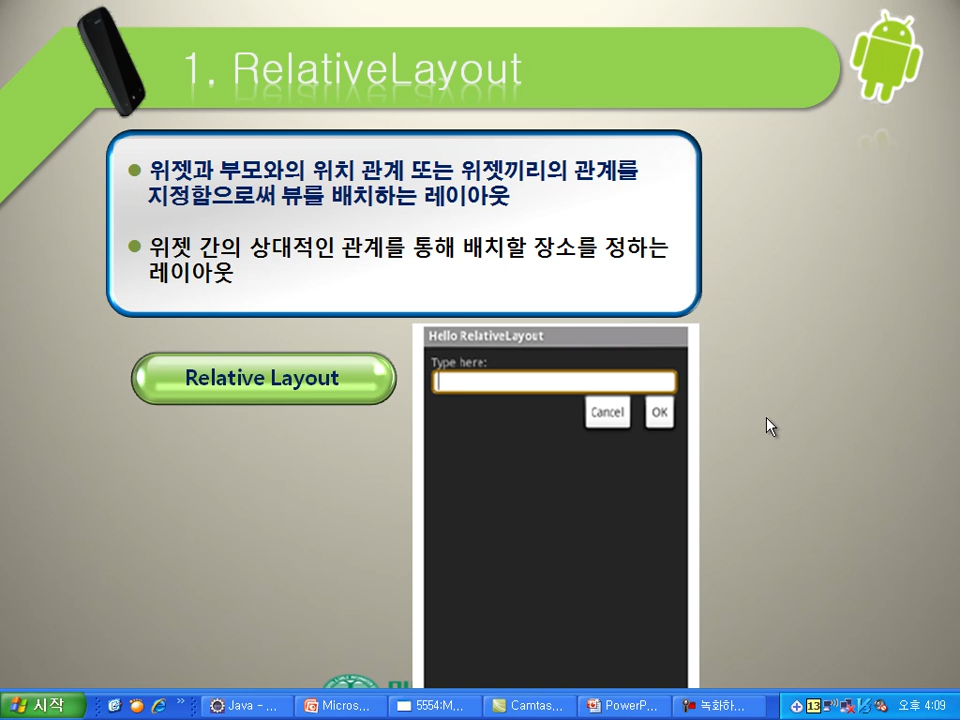 1. RelativeLayout
위젯과 부모와의 위치 관계 또는 위젯끼리의 관계를
지정함으로써 뷰를 배치하는 레이아웃
위젯 간의 상대적인 관계를 통해 배치할 장소를 정하는
레이아웃
Relative Layout
Hello RelativeLayout
Type here:
Cancel OK
시작 Java - ... Micros... 5554:M... Camtas... PowerP... 녹화하... 13 오후 4:09